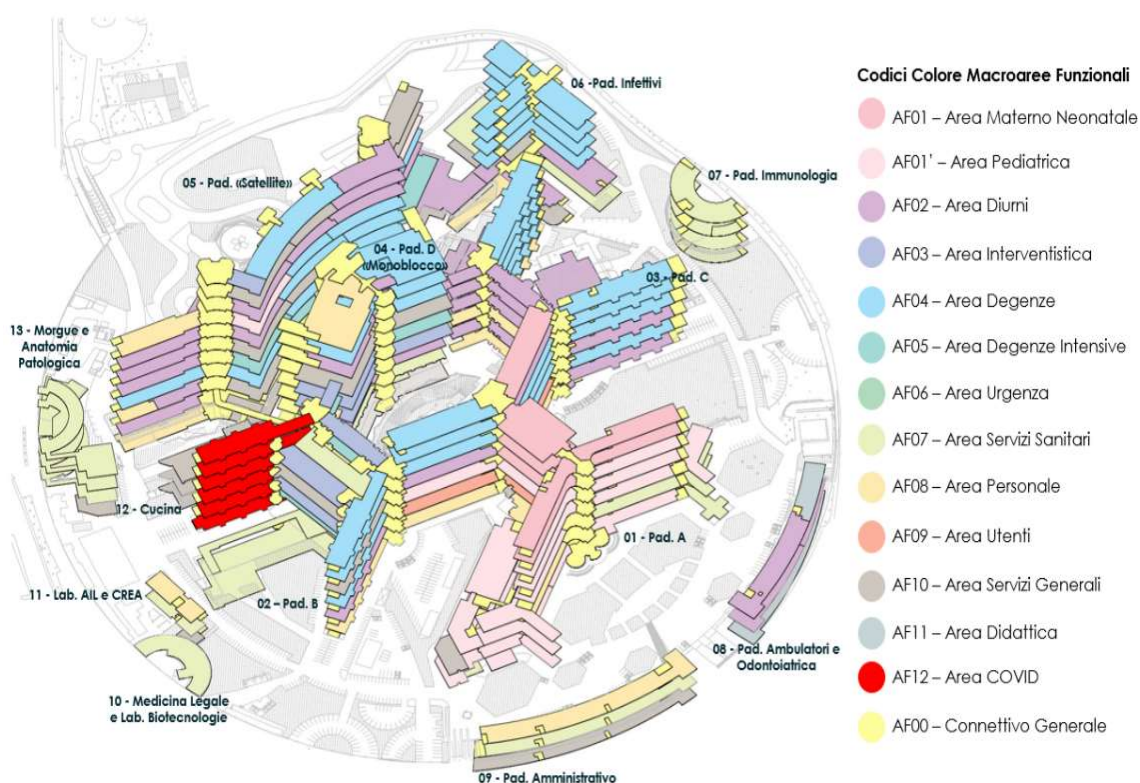 06 -Pad. Infettivi
07 - Pad. Immunologia
05 - Pad. «Satellite»
04 - Pad. D
«Monoblocco»
03 - Pad. C
13 - Morgue e
Anatomia
Patologica
12 - Cucina
01 - Pad. A
11 - Lab. AIL e CREA
02 – Pad. B
08 - Pad. Ambulatori e
Odontoiatrica
10 - Medicina Legale
e Lab. Biotecnologie
09 - Pad. Amministrativo
Codici Colore Macroaree Funzionali
AF01 – Area Materno Neonatale
AF01' – Area Pediatrica
AF02 – Area Diurni
AF03 – Area Interventistica
AF04 – Area Degenze
AF05 – Area Degenze Intensive
AF06 – Area Urgenza
AF07 – Area Servizi Sanitari
AF08 – Area Personale
AF09 – Area Utenti
AF10 – Area Servizi Generali
AF11 – Area Didattica
AF12 – Area COVID
AF00 – Connettivo Generale